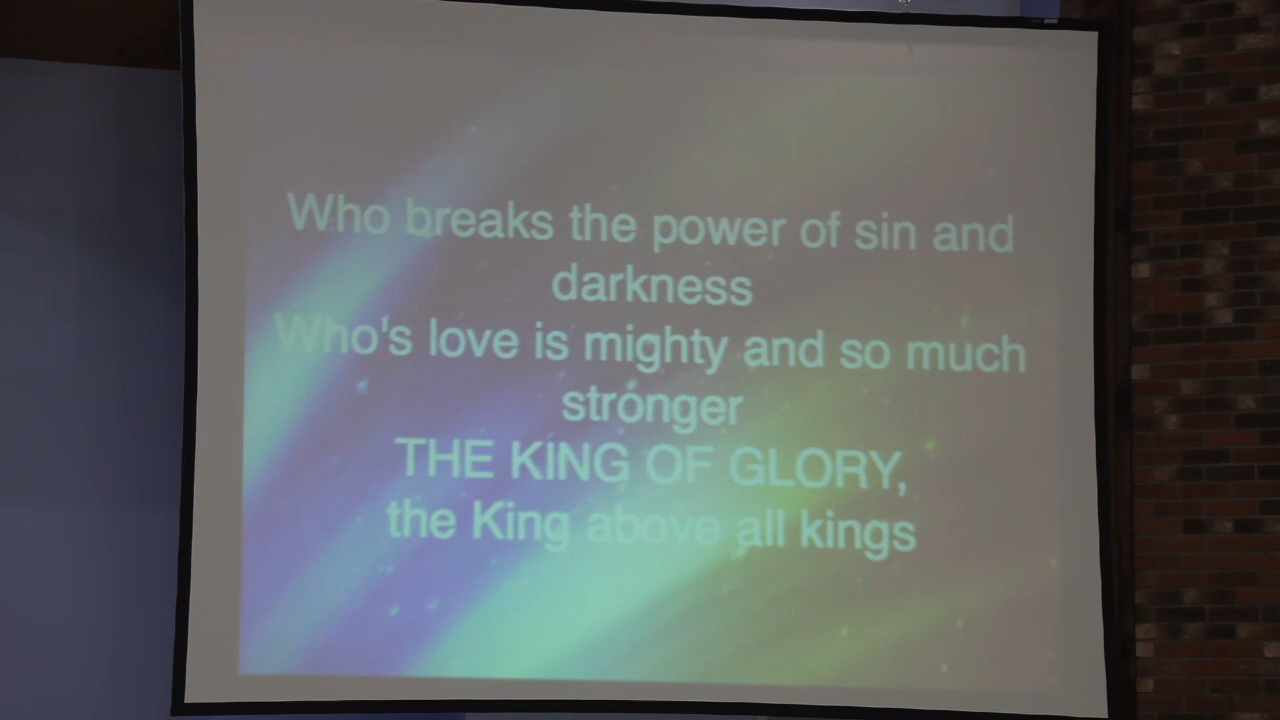 Who breaks the power of sin and
darkness
Who's love is mighty and so much
stronger
THE KING OF GLORY,
the King above all kings